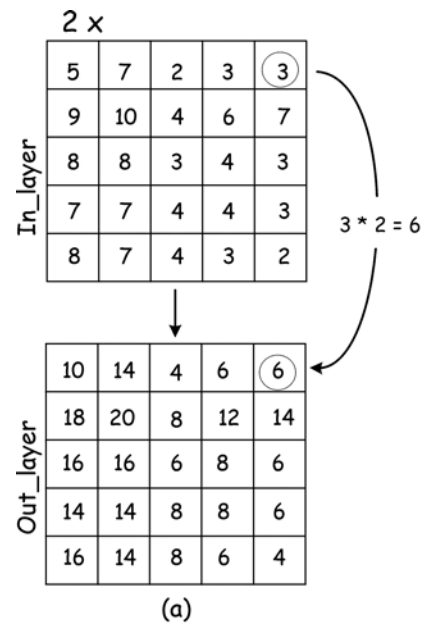 2 x
5 7 2 3 3
9 10 4 6 7
8 8 3 4 3
7 7 4 4 3
8 7 4 3 2
In_layer
3 * 2 = 6
10 14 4 6 6
18 20 8 12 14
16 16 6 8 6
14 14 8 8 6
16 14 8 6 4
Out_layer
(a)